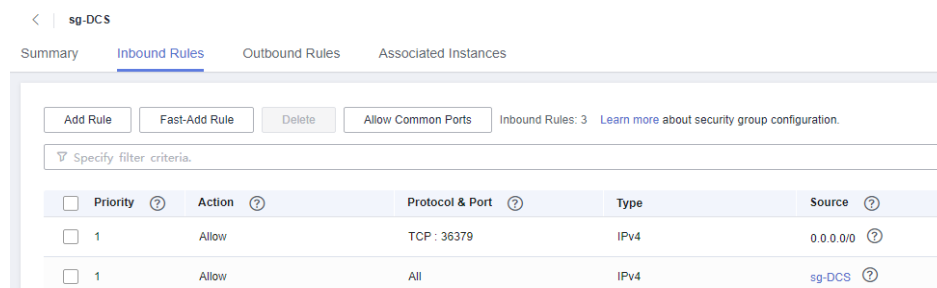 sg-DCS
Summary Inbound Rules Outbound Rules Associated Instances
Add Rule Fast-Add Rule Delete Allow Common Ports Inbound Rules: 3 Learn more about security group configuration.
Specify filter criteria.
Priority ? Action ? Protocol & Port ? Type Source ?
1 Allow TCP : 36379 IPv4 0.0.0.0/0 ?
1 Allow All IPv4 sg-DCS ?